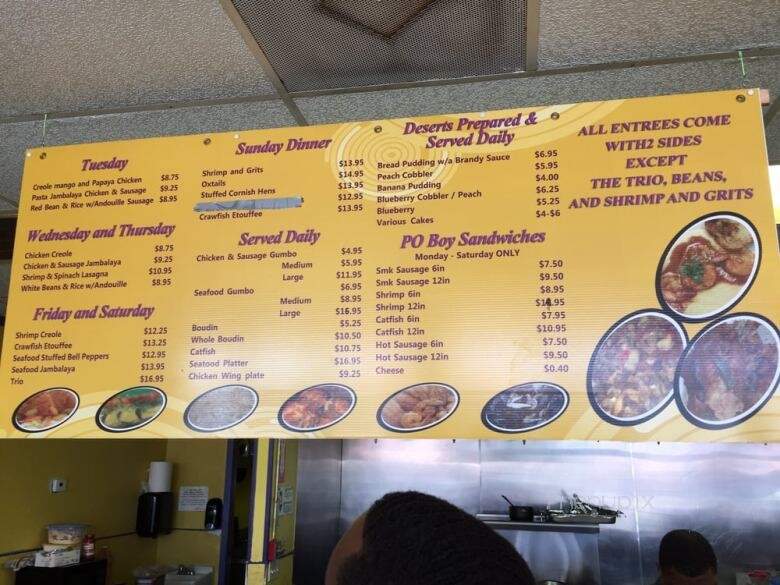 Tuesday
Creole mango and Papaya Chicken $8.75
Pasta Jambalaya Chicken & Sausage $9.25
Red Bean & Rice w/Andouille Sausage $8.95
Wednesday and Thursday
Chicken Creole $8.75
Chicken & Sausage Jambalaya $9.25
Shrimp & Spinach Lasagna $10.95
White Beans & Rice w/Andouille $8.95
Friday and Saturday
Shrimp Creole $12.25
Crawfish Etouffee $13.25
Seafood Stuffed Bell Peppers $12.95
Seafood Jambalaya $13.95
Trio $16.95
Sunday Dinner
Shrimp and Grits $13.95
Oxtails $14.95
Stuffed Cornish Hens $13.95
$12.95
Crawfish Etouffee $13.95
Served Daily
Chicken & Sausage Gumbo $4.95
Medium $5.95
Large $11.95
Seafood Gumbo $6.95
Medium $8.95
Large $16.95
Boudin $5.25
Whole Boudin $10.50
Catfish $10.75
Seafood Platter $16.95
Chicken Wing plate $9.25
Deserts Prepared &
Served Daily
Bread Pudding w/a Brandy Sauce $6.95
Peach Cobbler $5.95
Banana Pudding $4.00
Blueberry Cobbler / Peach $6.25
Blueberry $5.25
Various Cakes $4-$6
PO Boy Sandwiches
Monday - Saturday ONLY
Smk Sausage 6in $7.50
Smk Sausage 12in $9.50
Shrimp 6in $8.95
Shrimp 12in
Catfish 6in $7.95
Catfish 12in $10.95
Hot Sausage 6in $7.50
Hot Sausage 12in $9.50
Cheese $0.40
ALL ENTREES COME
WITH2 SIDES
EXCEPT
THE TRIO, BEANS,
AND SHRIMP AND GRITS